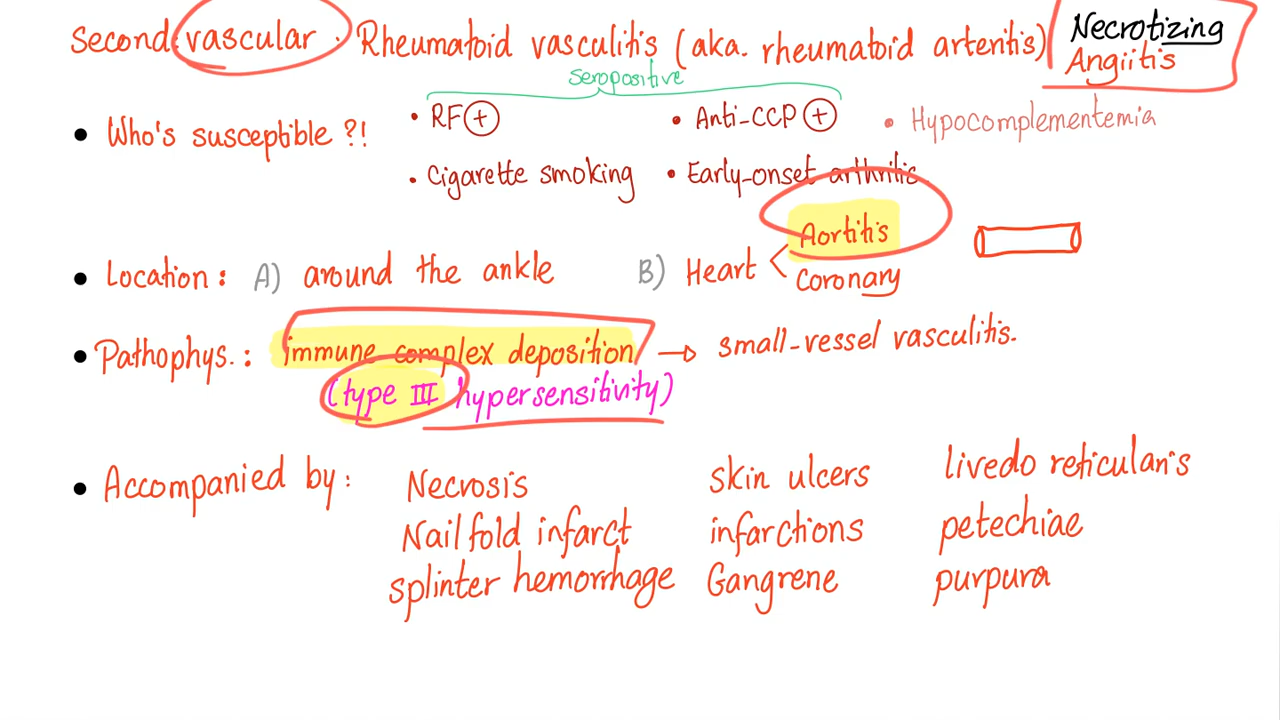 Second: vascular : Rheumatoid vasculitis (aka. rheumatoid arteritis)
Necrotizing
Angiitis
seropositive
• Who's susceptible ?!
• RF (+)
• Anti-CCP (+)
• Hypocomplementemia
• Cigarette smoking
• Early-onset arthritis
• Location : A) around the ankle B) Heart < Aortitis
Coronary
• Pathophys. : immune complex deposition → small-vessel vasculitis.
(type III hypersensitivity)
• Accompanied by :
Necrosis
Nail fold infarct
splinter hemorrhage
skin ulcers
infarctions
Gangrene
livedo reticularis
petechiae
purpura